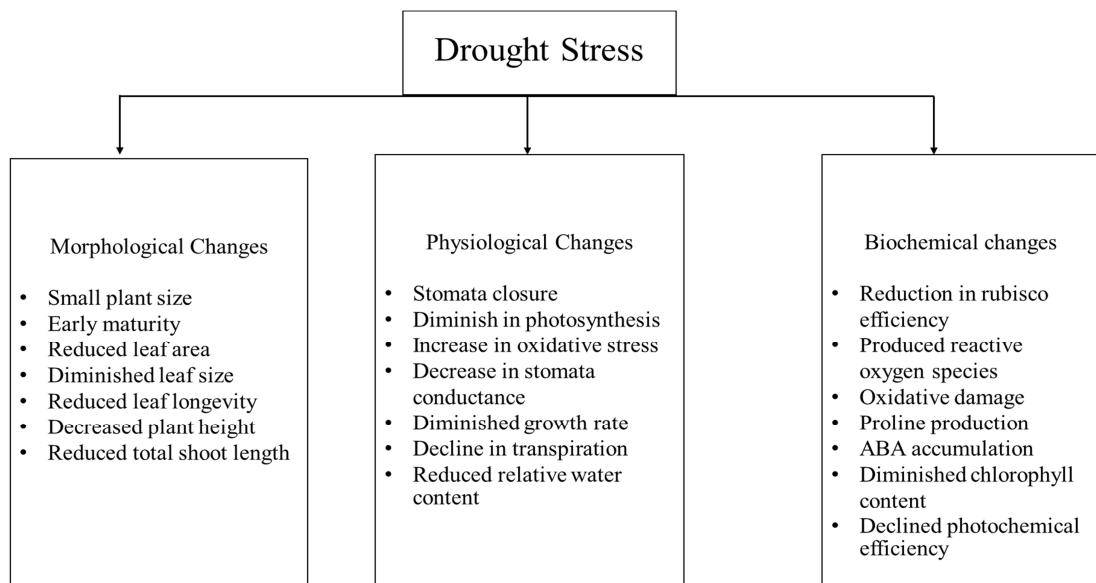 Drought Stress
Morphological Changes
• Small plant size
• Early maturity
• Reduced leaf area
• Diminished leaf size
• Reduced leaf longevity
• Decreased plant height
• Reduced total shoot length
Physiological Changes
• Stomata closure
• Diminish in photosynthesis
• Increase in oxidative stress
• Decrease in stomata
conductance
• Diminished growth rate
• Decline in transpiration
• Reduced relative water
content
Biochemical changes
• Reduction in rubisco
efficiency
• Produced reactive
oxygen species
• Oxidative damage
• Proline production
• ABA accumulation
• Diminished chlorophyll
content
• Declined photochemical
efficiency